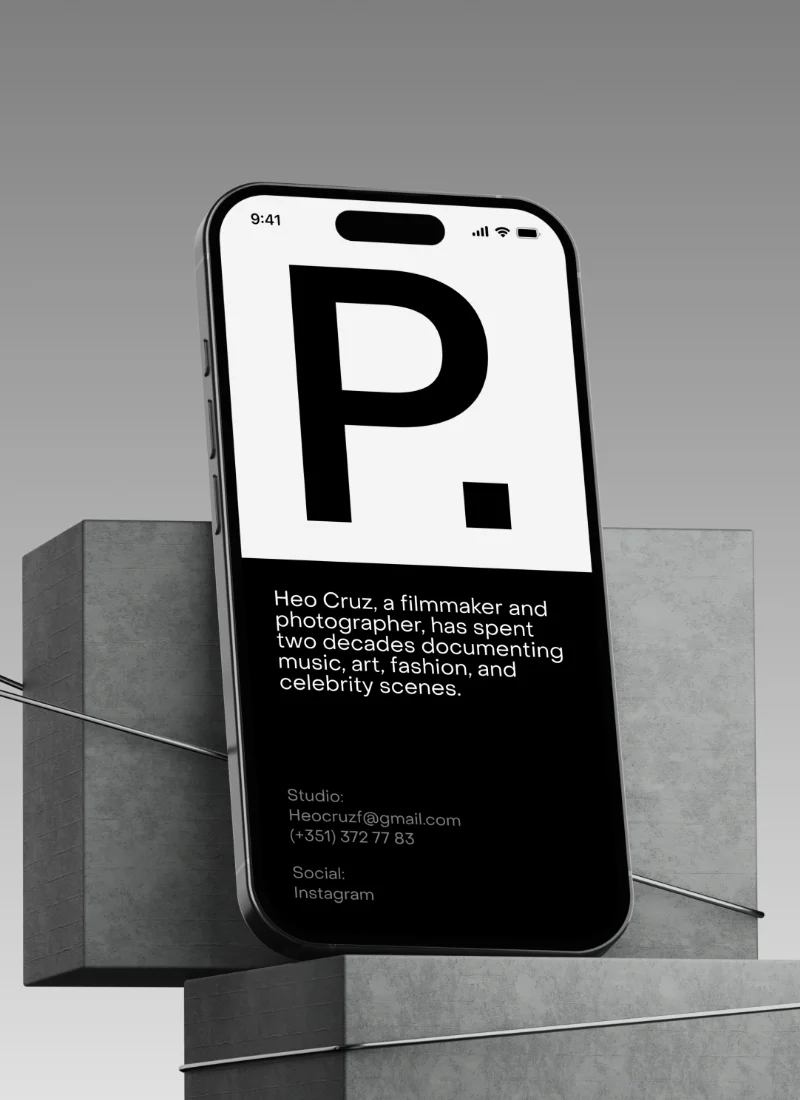 9:41
P.
Heo Cruz, a filmmaker and
photographer, has spent
two decades documenting
music, art, fashion, and
celebrity scenes.
Studio:
Heocruzf@gmail.com
(+351) 372 77 83
Social:
Instagram